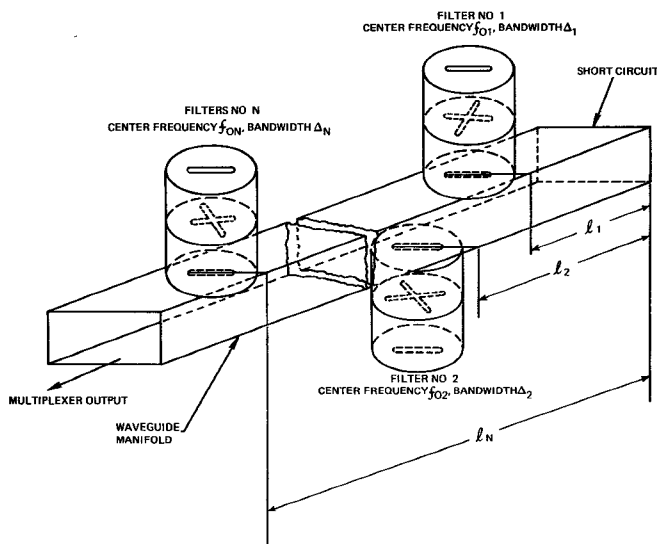 FILTER NO 1
CENTER FREQUENCY f01, BANDWIDTH Δ1
SHORT CIRCUIT
FILTERS NO N
CENTER FREQUENCY f0N, BANDWIDTH ΔN
ℓ1
ℓ2
FILTER NO 2
CENTER FREQUENCY f02, BANDWIDTH Δ2
MULTIPLEXER OUTPUT
WAVEGUIDE
MANIFOLD
ℓN